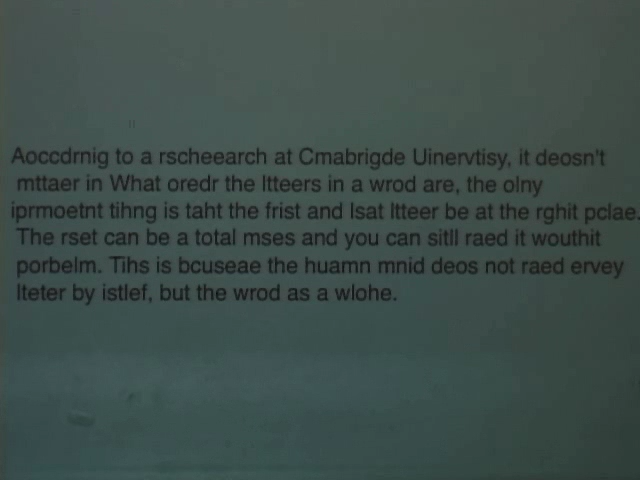 Aoccdrnig to a rscheearch at Cmabrigde Uinervtisy, it deosn't
mttaer in What oredr the ltteers in a wrod are, the olny
iprmoetnt tihng is taht the frist and lsat ltteer be at the rghit pclae.
The rset can be a total mses and you can sitll raed it wouthit
porbelm. Tihs is bcuseae the huamn mnid deos not raed ervey
lteter by istlef, but the wrod as a wlohe.